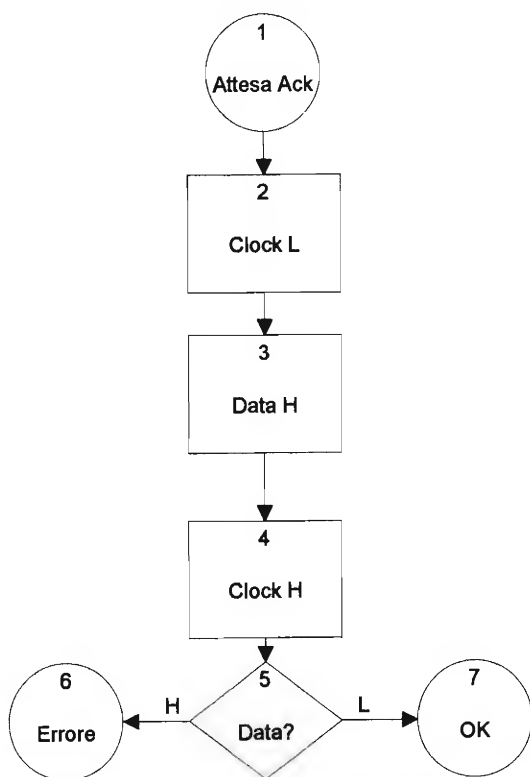 1
Attesa Ack
2
Clock L
3
Data H
4
Clock H
6
Errore
H
5
Data?
L
7
OK